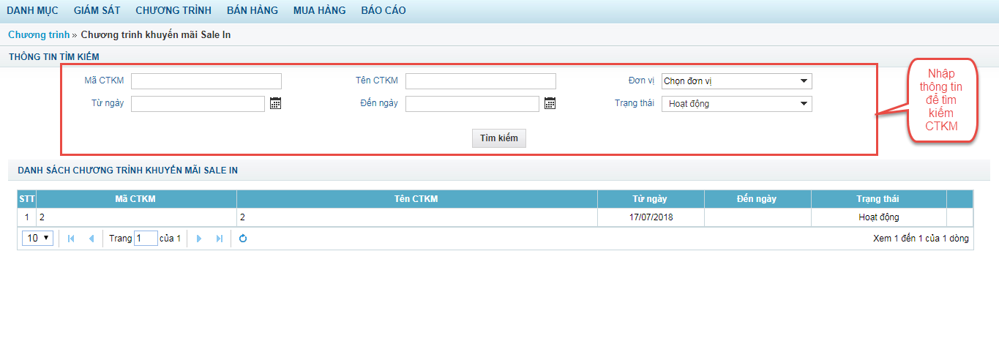 DANH MỤC GIÁM SÁT CHƯƠNG TRÌNH BÁN HÀNG MUA HÀNG BÁO CÁO
Chương trình » Chương trình khuyến mãi Sale In
THÔNG TIN TÌM KIẾM
Mã CTKM Tên CTKM Đơn vị Chọn đơn vị
Từ ngày Đến ngày Trạng thái Hoạt động
Tìm kiếm
Nhập
thông tin
để tìm
kiếm
CTKM
DANH SÁCH CHƯƠNG TRÌNH KHUYẾN MÃI SALE IN
STT Mã CTKM Tên CTKM Từ ngày Đến ngày Trạng thái
1 2 2 17/07/2018 Hoạt động
10 Trang 1 của 1 Xem 1 đến 1 của 1 dòng